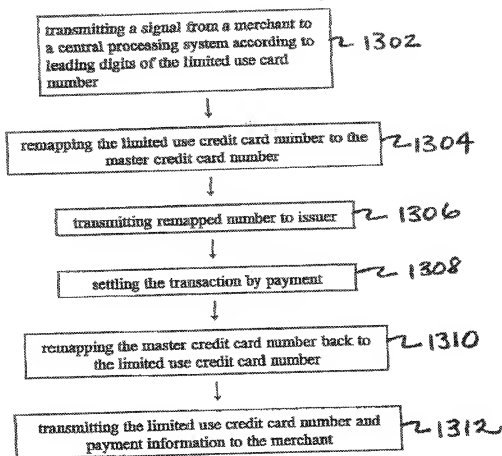 transmitting a signal from a merchant to
a central processing system according to
leading digits of the limited use card
number
1302
↓
remapping the limited use credit card number to the
master credit card number
1304
↓
transmitting remapped number to issuer
1306
↓
settling the transaction by payment
1308
↓
remapping the master credit card number back to
the limited use credit card number
1310
↓
transmitting the limited use credit card number and
payment information to the merchant
1312